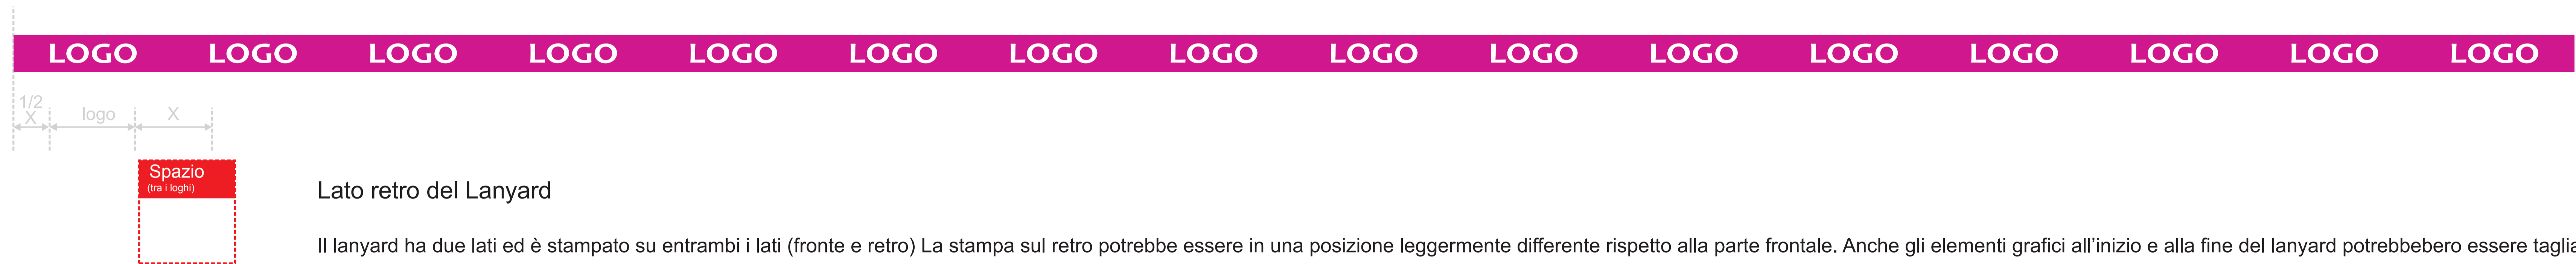 LOGO LOGO LOGO LOGO LOGO LOGO LOGO LOGO LOGO LOGO LOGO LOGO LOGO LOGO LOGO LOGO
1/2
X logo X
Spazio
(tra i loghi)
Lato retro del Lanyard
Il lanyard ha due lati ed è stampato su entrambi i lati (fronte e retro) La stampa sul retro potrebbe essere in una posizione leggermente differente rispetto alla parte frontale. Anche gli elementi grafici all'inizio e alla fine del lanyard potrebbebero essere taglia